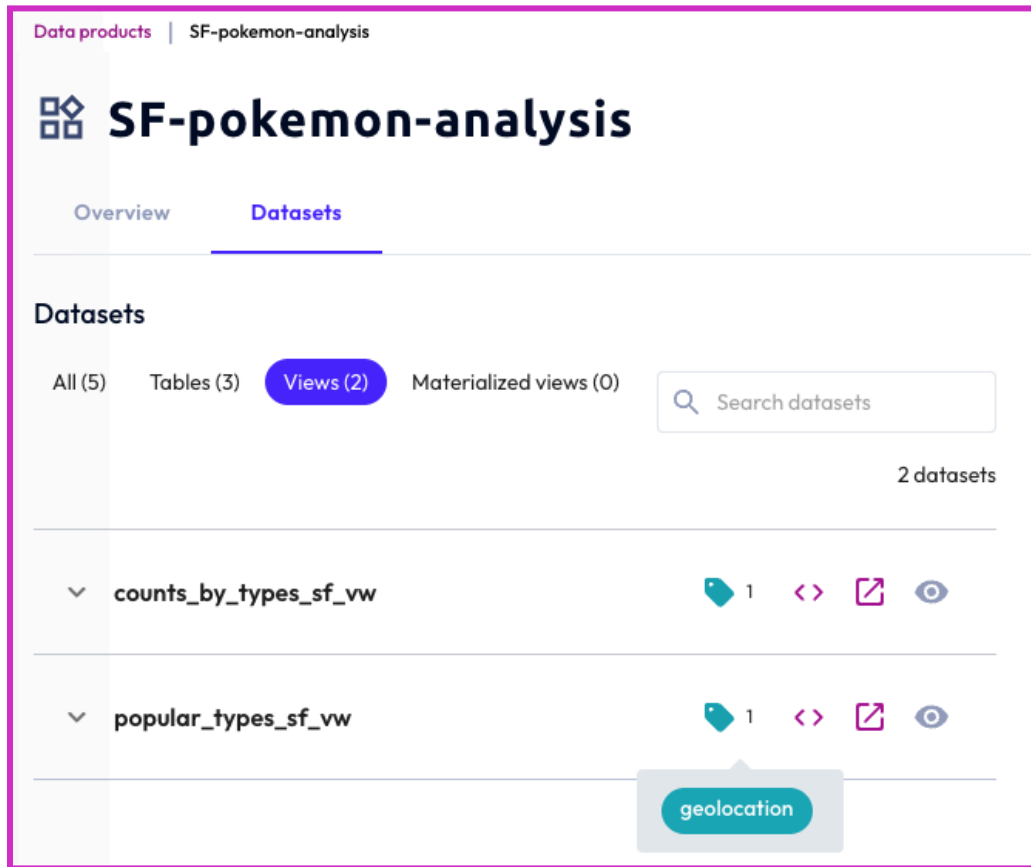 Data products | SF-pokemon-analysis
SF-pokemon-analysis
Overview Datasets
Datasets
All (5) Tables (3) Views (2) Materialized views (0) Search datasets
2 datasets
counts_by_types_sf_vw 1 <>
popular_types_sf_vw 1 <>
geolocation